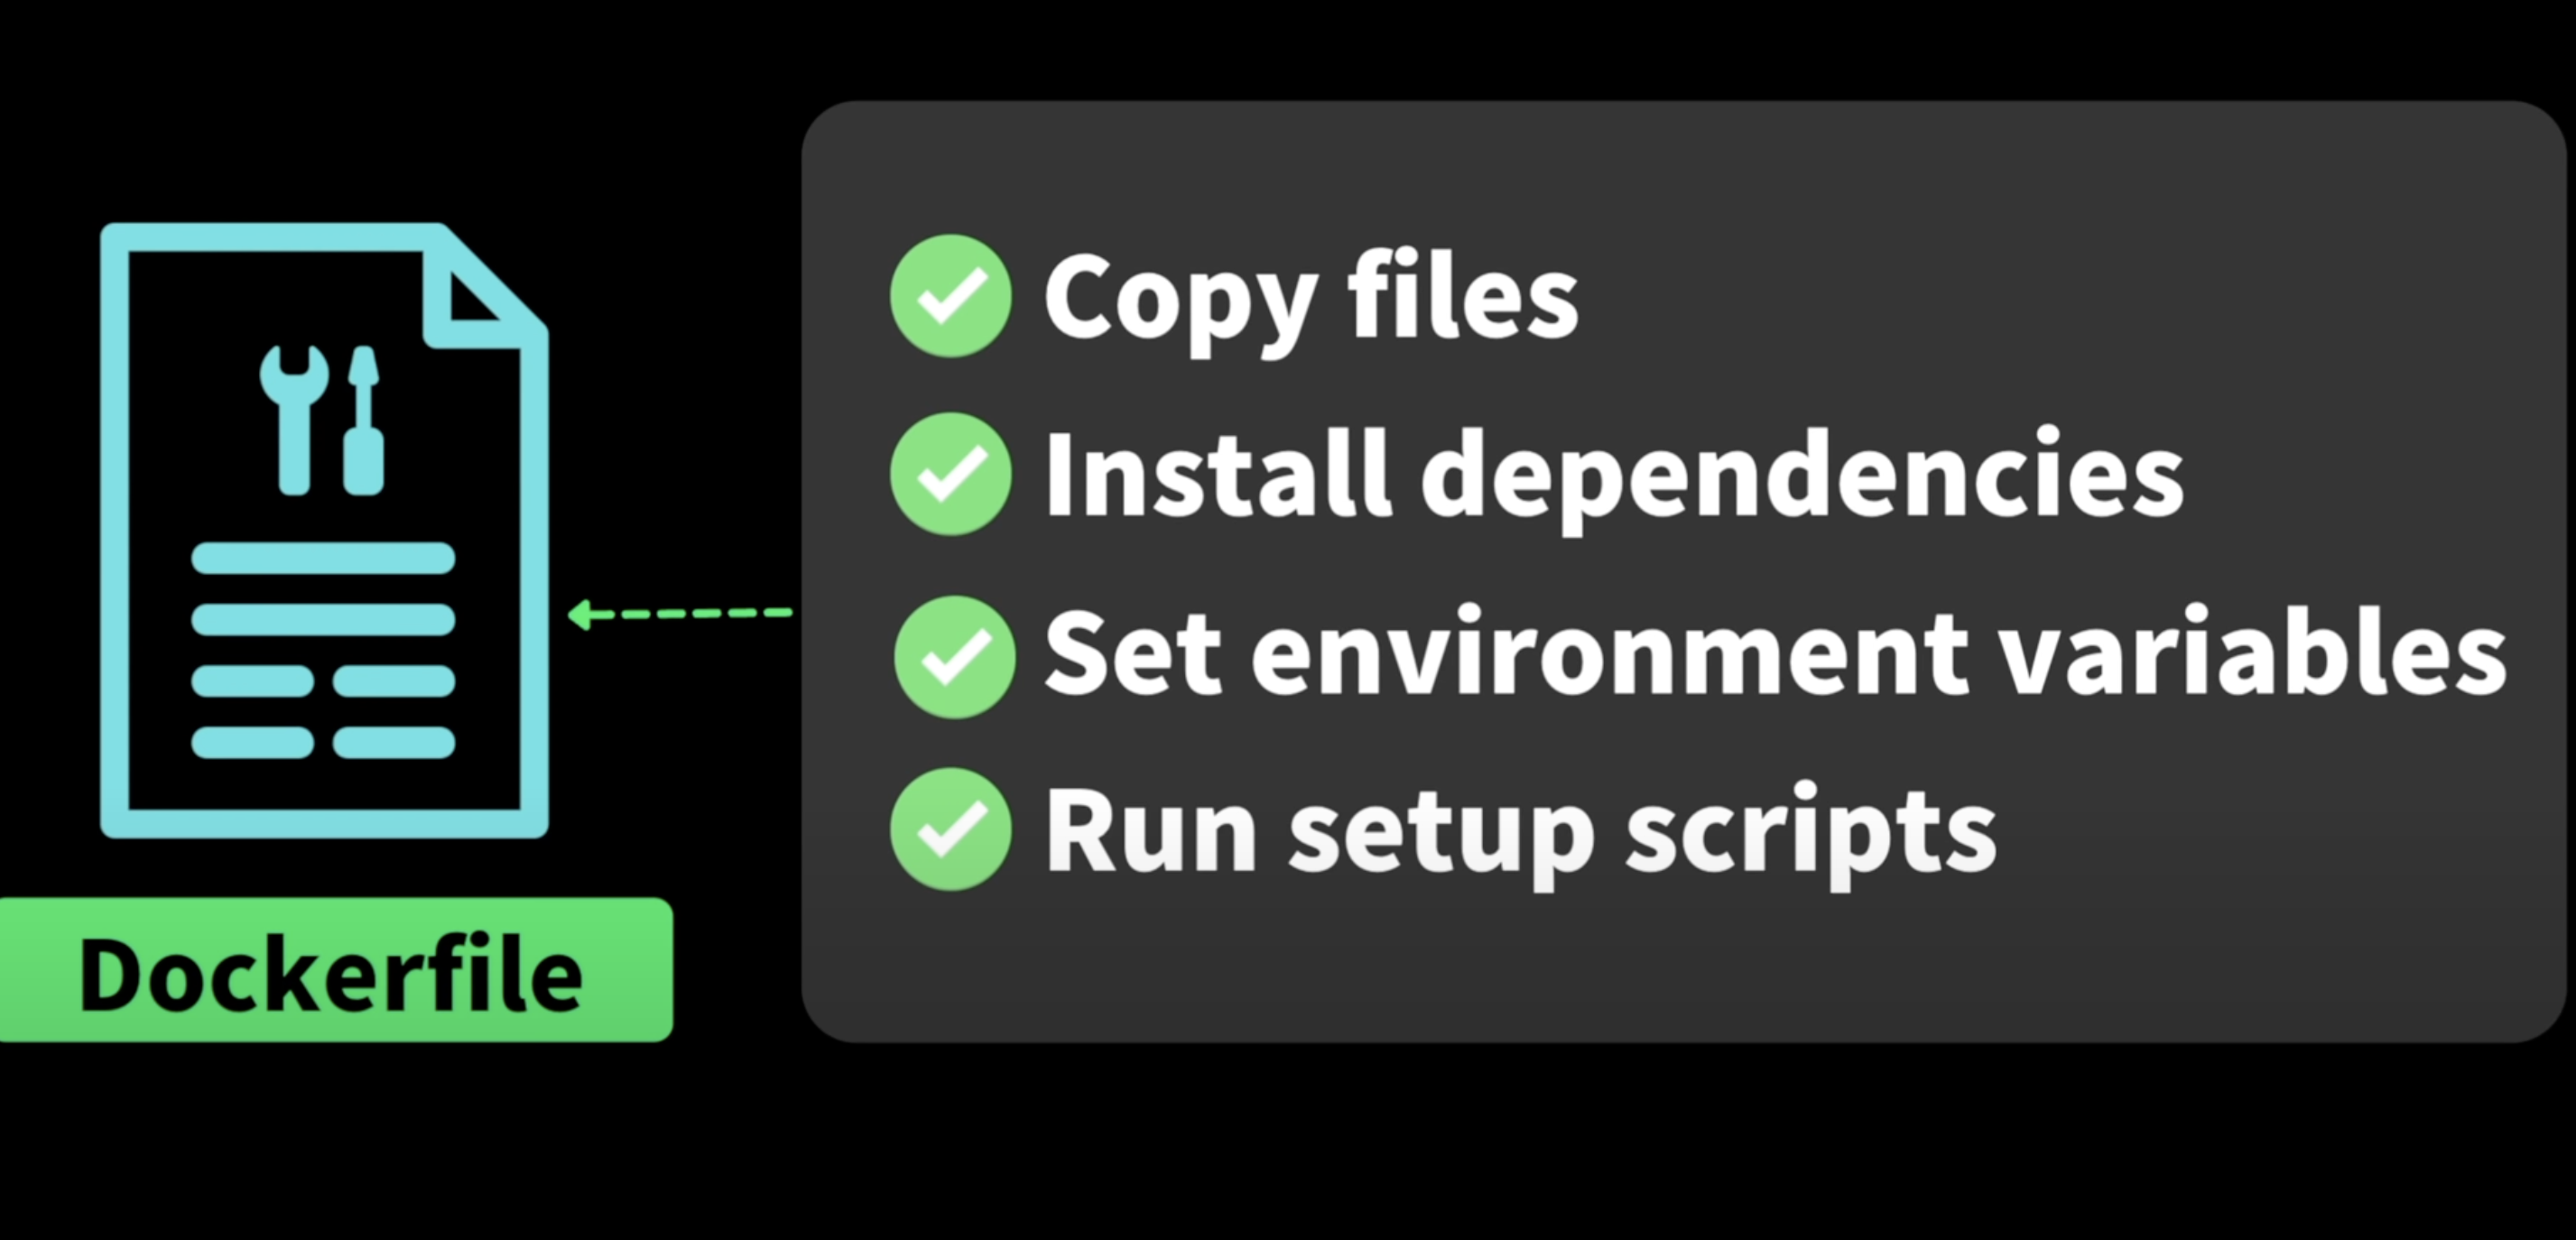 Copy files
Install dependencies
Set environment variables
Run setup scripts
Dockerfile